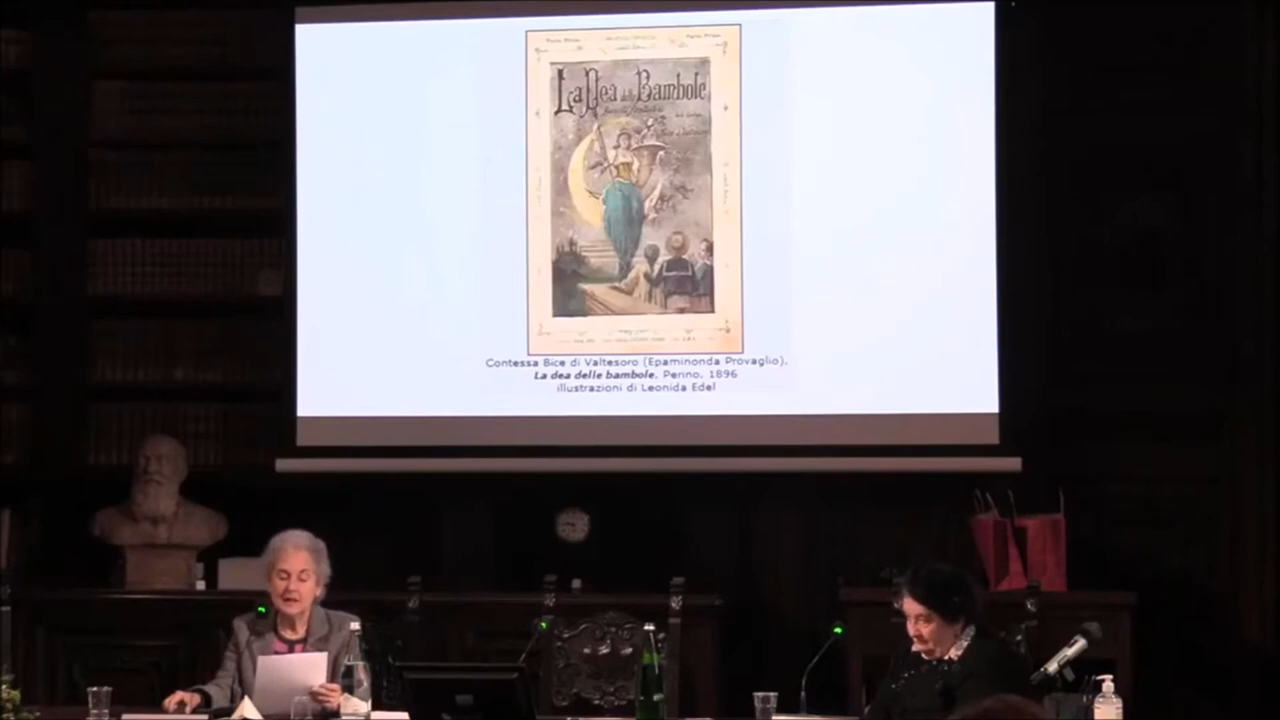 La Dea delle Bambole
Contessa Bice di Valtesoro (Epaminonda Provaglio),
La dea delle bambole, Perino, 1896
illustrazioni di Leonida Edel